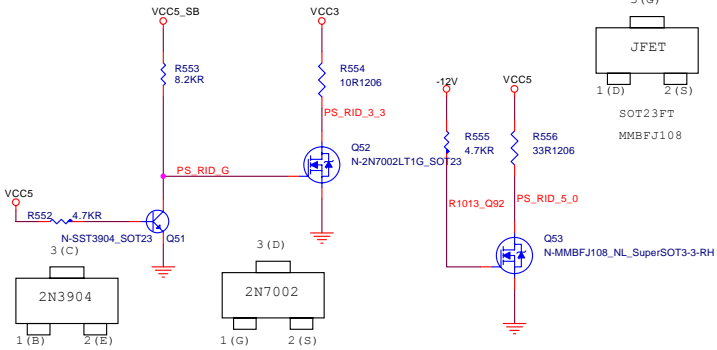 VCC5_SB
VCC3
3 (G)
R553
8.2KR
R554
10R1206
-12V
VCC5
JFET
1 (D)
2 (S)
SOT23FT
MMBFJ108
PS_RID_3_3
R555
4.7KR
R556
33R1206
Q52
N-2N7002LT1G_SOT23
PS_RID_G
VCC5
R552
4.7KR
R1013_Q92
PS_RID_5_0
N-SST3904_SOT23
Q51
Q53
N-MMBFJ108_NL_SuperSOT3-3-RH
3 (C)
2N3904
1 (B)
2 (E)
3 (D)
2N7002
1 (G)
2 (S)